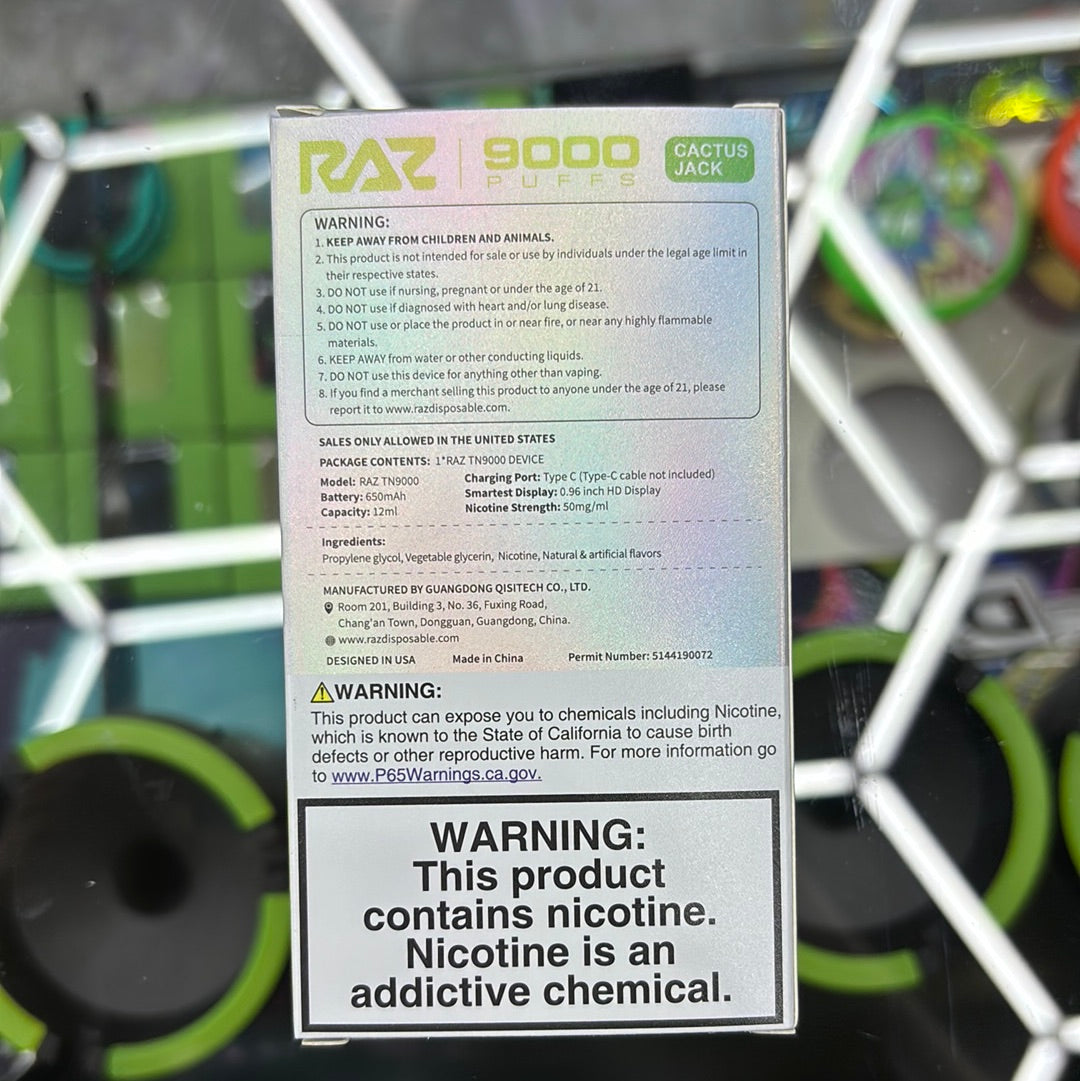 RAZ 9000 PUFFS CACTUS JACK
WARNING:
1. KEEP AWAY FROM CHILDREN AND ANIMALS.
2. This product is not intended for sale or use by individuals under the legal age limit in
their respective states.
3. DO NOT use if nursing, pregnant or under the age of 21.
4. DO NOT use if diagnosed with heart and/or lung disease.
5. DO NOT use or place the product in or near fire, or near any highly flammable
materials.
6. KEEP AWAY from water or other conducting liquids.
7. DO NOT use this device for anything other than vaping.
8. If you find a merchant selling this product to anyone under the age of 21, please
report it to www.razdisposable.com.
SALES ONLY ALLOWED IN THE UNITED STATES
PACKAGE CONTENTS: 1*RAZ TN9000 DEVICE
Model: RAZ TN9000 Charging Port: Type C (Type-C cable not included)
Battery: 650mAh Smartest Display: 0.96 inch HD Display
Capacity: 12ml Nicotine Strength: 50mg/ml
Ingredients:
Propylene glycol, Vegetable glycerin, Nicotine, Natural & artificial flavors
MANUFACTURED BY GUANGDONG QISITECH CO., LTD.
Room 201, Building 3, No. 36, Fuxing Road,
Chang'an Town, Dongguan, Guangdong, China.
www.razdisposable.com
DESIGNED IN USA Made in China Permit Number: 5144190072
WARNING:
This product can expose you to chemicals including Nicotine,
which is known to the State of California to cause birth
defects or other reproductive harm. For more information go
to www.P65Warnings.ca.gov.
WARNING:
This product
contains nicotine.
Nicotine is an
addictive chemical.